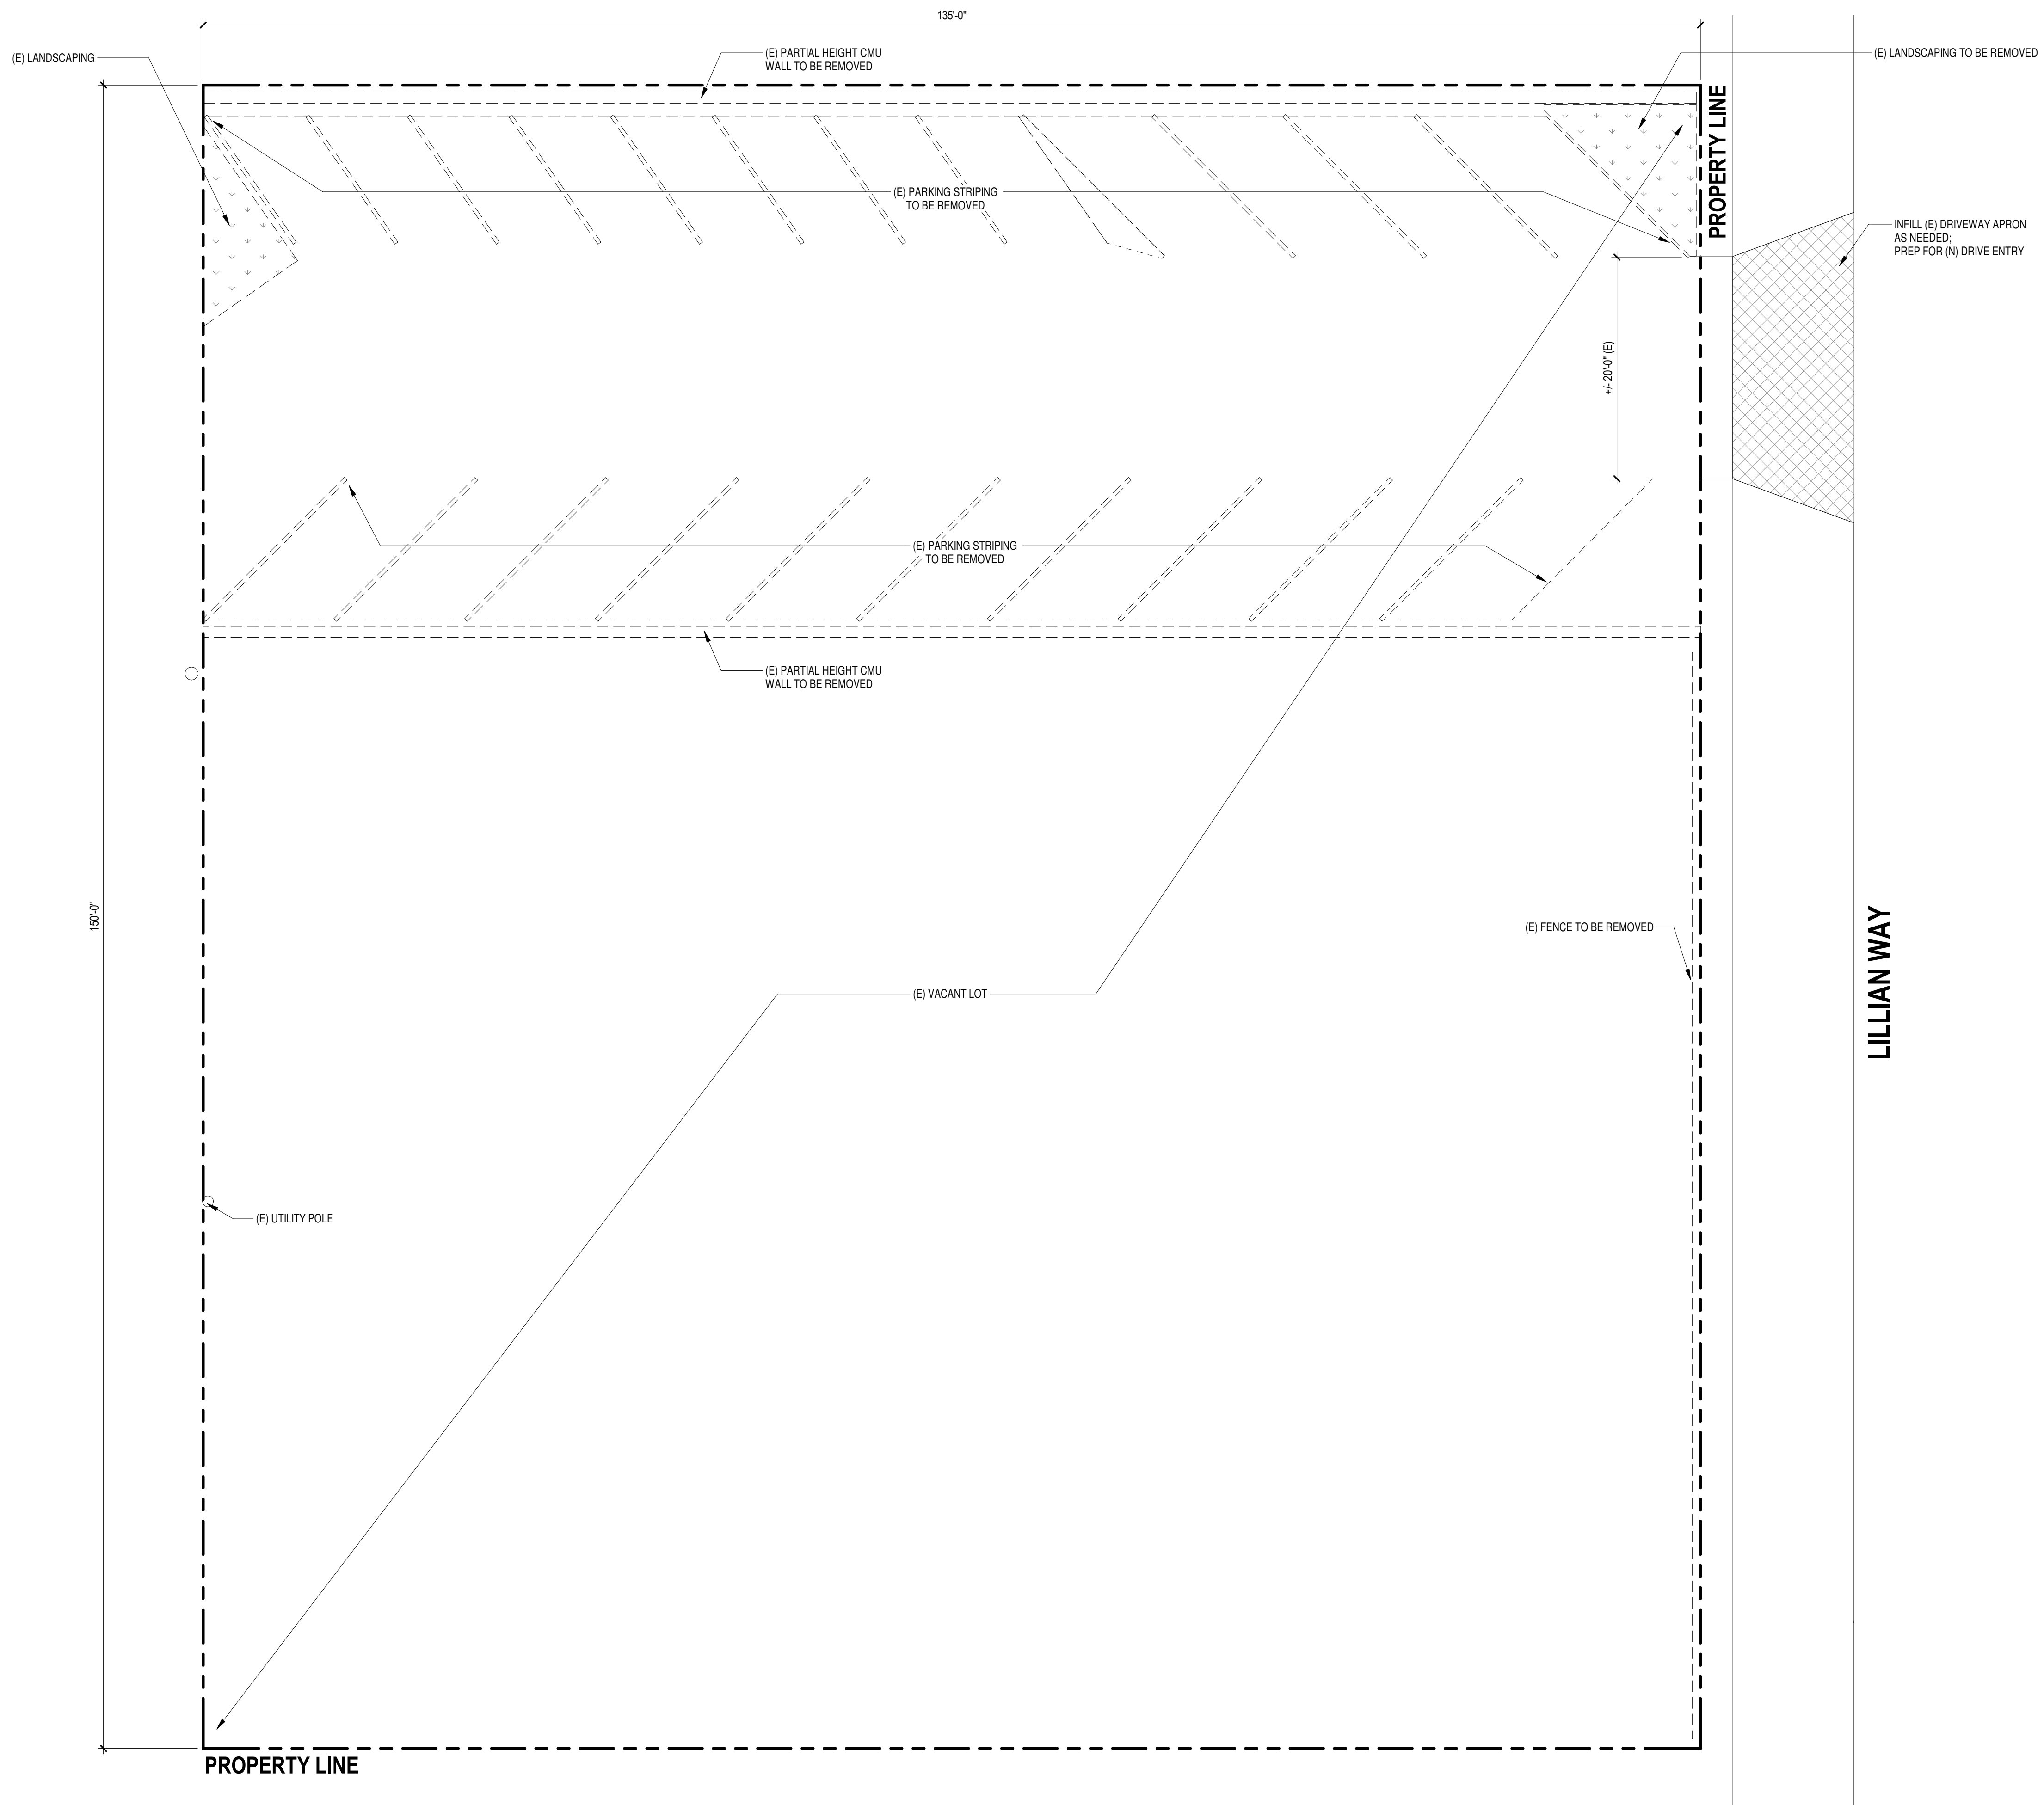 135'-0"
(E) LANDSCAPING
(E) PARTIAL HEIGHT CMU
WALL TO BE REMOVED
(E) LANDSCAPING TO BE REMOVED
PROPERTY LINE
(E) PARKING STRIPING
TO BE REMOVED
INFILL (E) DRIVEWAY APRON
AS NEEDED;
PREP FOR (N) DRIVE ENTRY
+/- 20'-0" (E)
(E) PARKING STRIPING
TO BE REMOVED
(E) PARTIAL HEIGHT CMU
WALL TO BE REMOVED
150'-0"
(E) FENCE TO BE REMOVED
LILLIAN WAY
(E) VACANT LOT
(E) UTILITY POLE
PROPERTY LINE